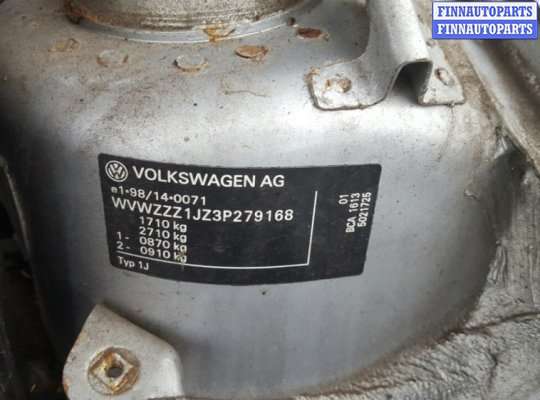 FINNAUTOPARTS
FINNAUTOPARTS
VOLKSWAGEN AG
e1*98/14*0071
WVWZZZ1JZ3P279168
1710 kg
2710 kg
1- 0870 kg
2- 0910 kg
Typ 1J
01
BCA 1613
5021725